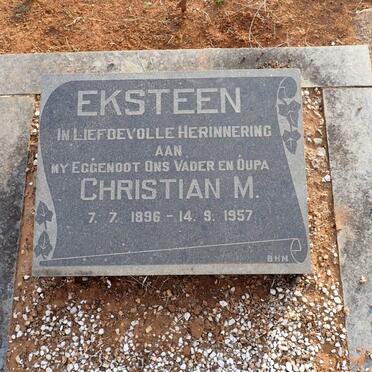 EKSTEEN
IN LIEFDEVOLLE HERINNERING
AAN
MY EGGENOOT ONS VADER EN OUPA
CHRISTIAN M.
7. 7. 1896 - 14. 9. 1957
BHM